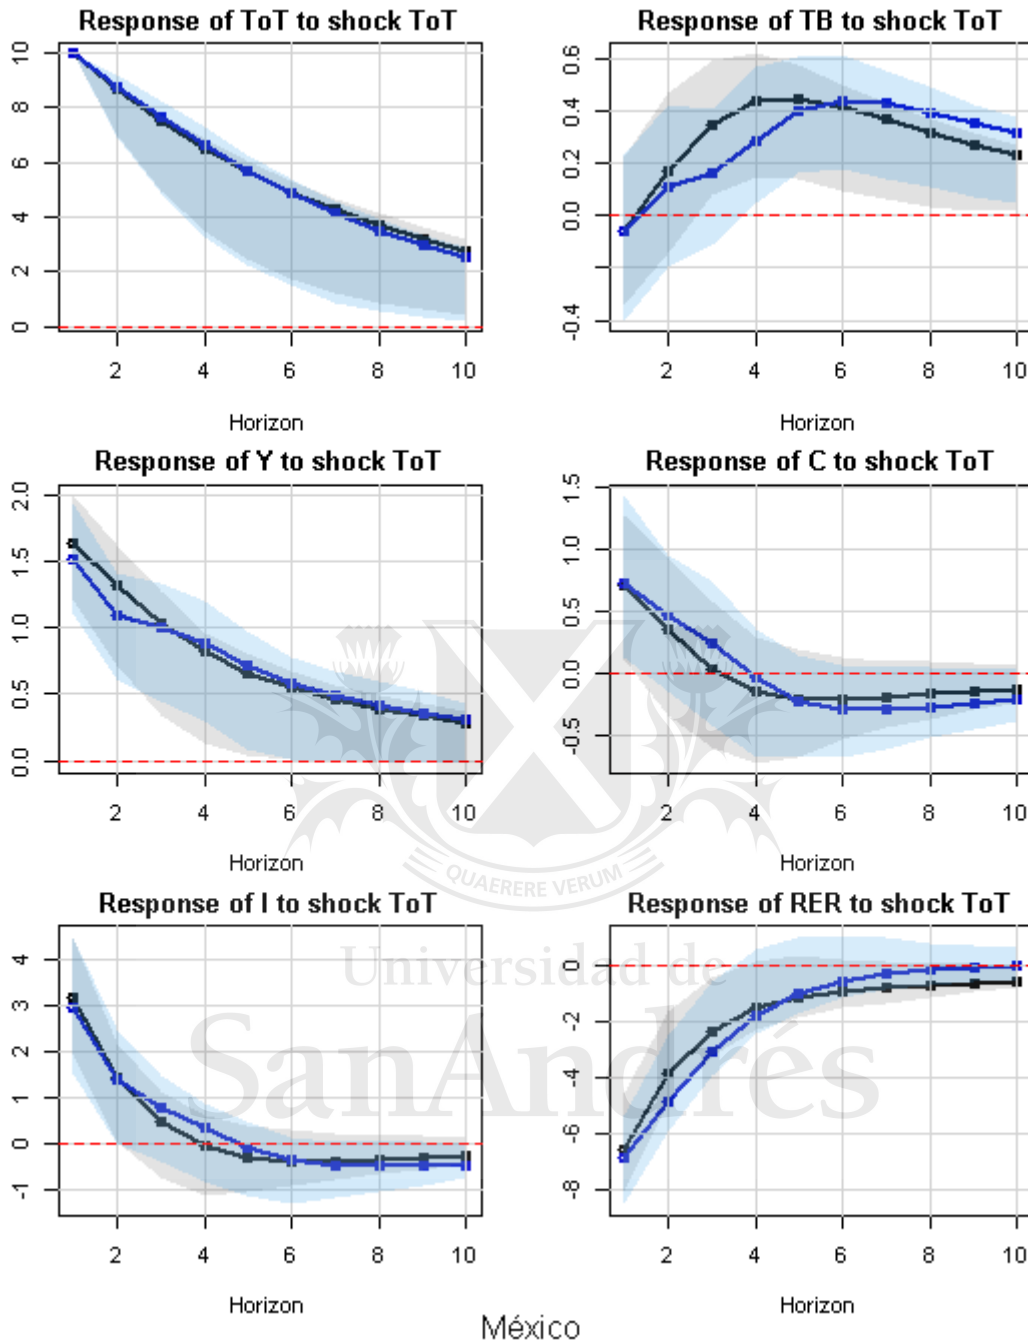 Response of ToT to shock ToT
Response of TB to shock ToT
0 2 4 6 8 10
-0.4 0.0 0.2 0.4 0.6
2 4 6 8 10
2 4 6 8 10
Horizon
Horizon
Response of Y to shock ToT
Response of C to shock ToT
0.0 0.5 1.0 1.5 2.0
-0.5 0.0 0.5 1.0 1.5
2 4 6 8 10
2 4 6 8 10
Horizon
Horizon
QUAERERE VERUM
Response of I to shock ToT
Response of RER to shock ToT
-1 0 1 2 3 4
-8 -6 -4 -2 0
Universidad de
SanAndrés
2 4 6 8 10
2 4 6 8 10
Horizon
Horizon
México